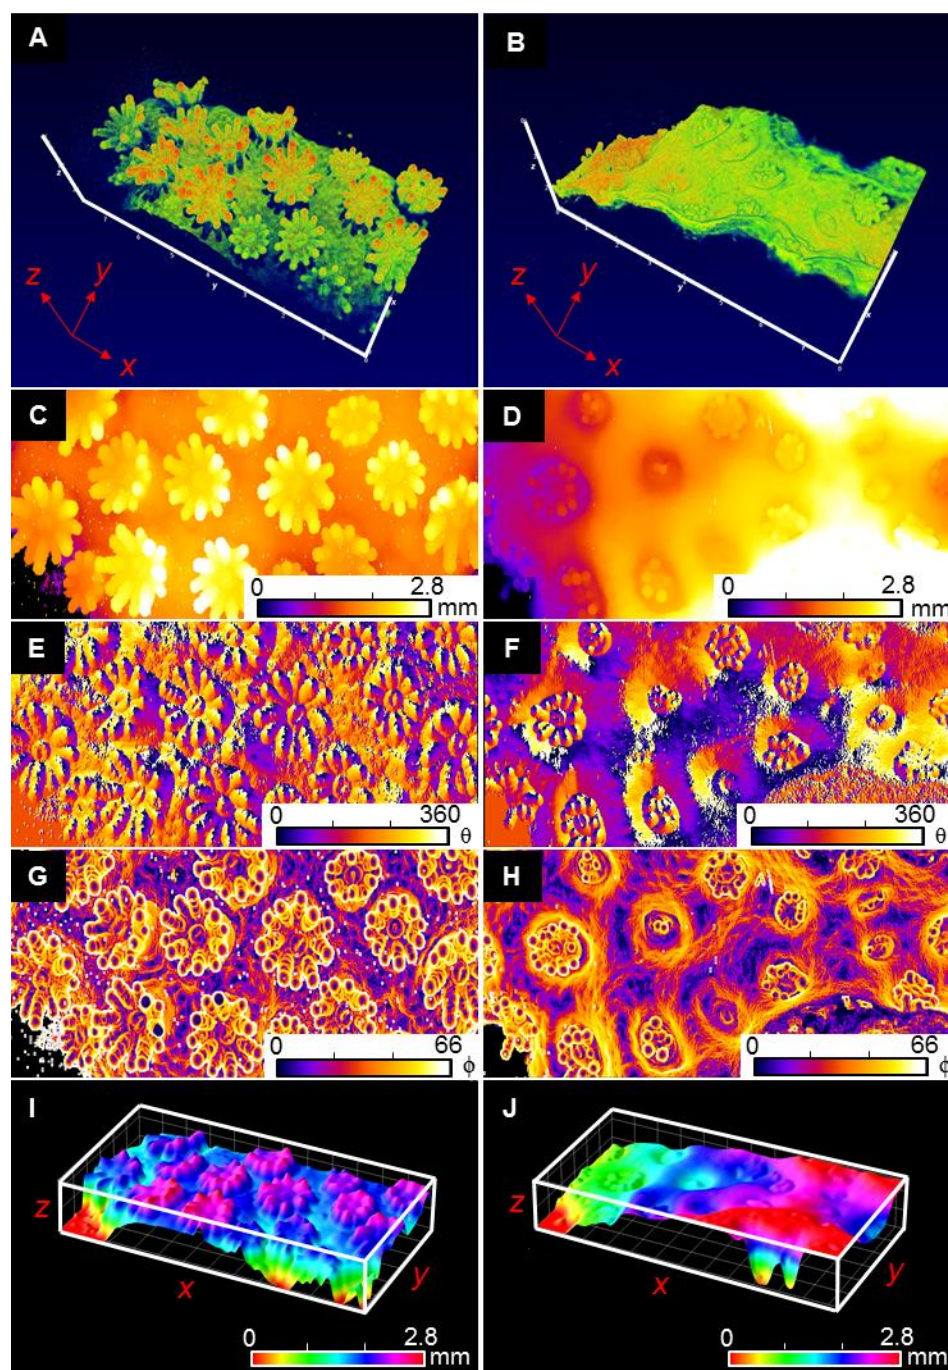 A B
z y x z y x
C D
0 2.8 0 2.8
mm mm
E F
0 360 0 360
θ θ
G H
0 66 0 66
ϕ ϕ
I J
z x y z x y
0 2.8 0 2.8
mm mm